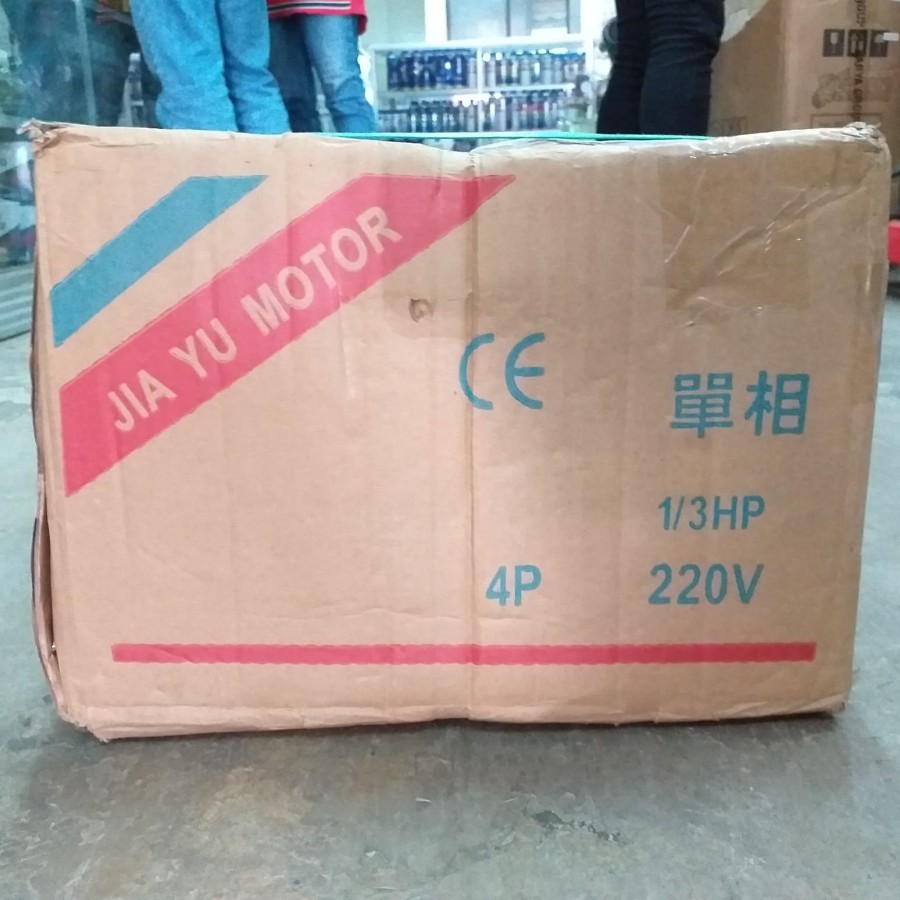 JIA YU MOTOR
CE
單相
1/3HP
4P 220V